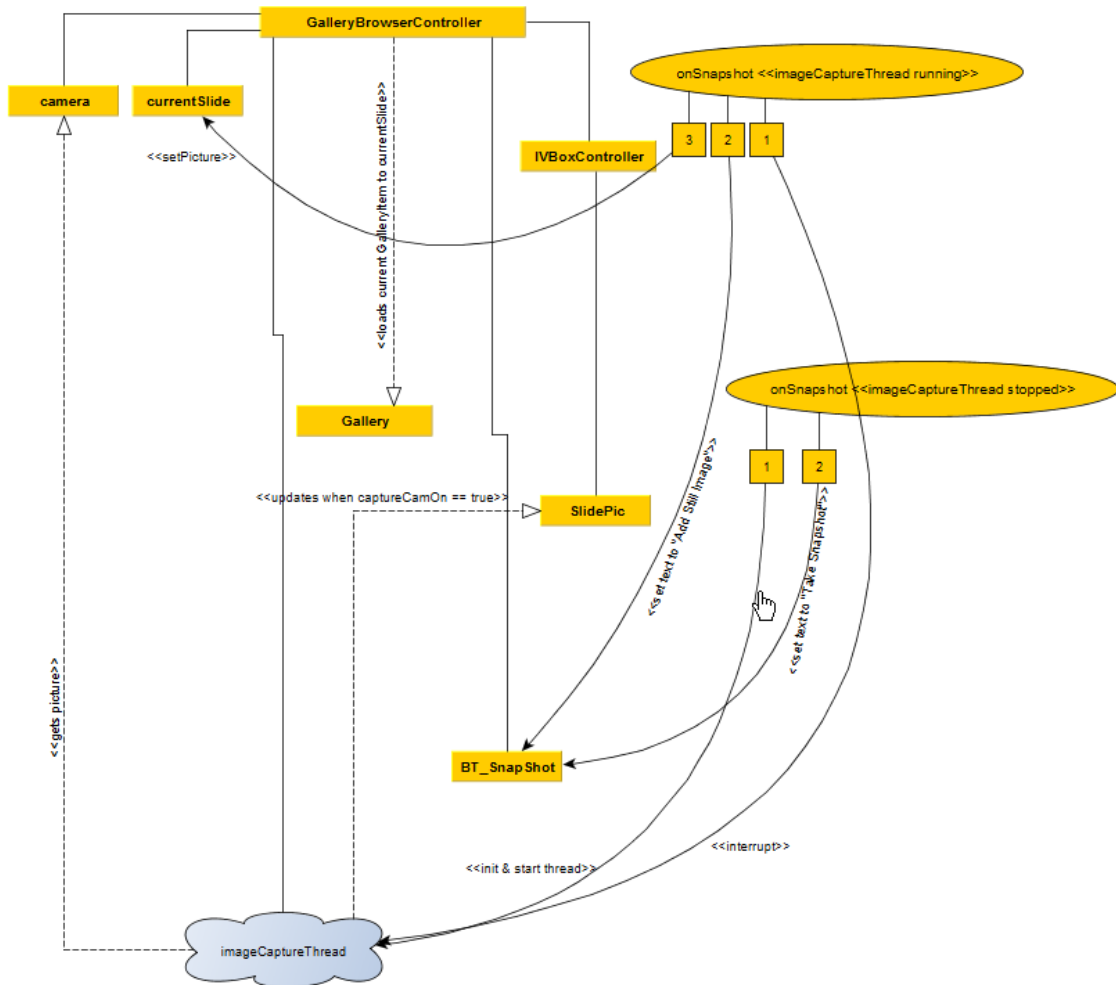 GalleryBrowserController
onSnapshot <<imageCaptureThread running>>
camera
currentSlide
3
2
1
<<setPicture>>
IVBoxController
<<loads current GalleryItem to currentSlide>>
onSnapshot <<imageCaptureThread stopped>>
Gallery
1
2
<<updates when captureCamOn == true>>
SlidePic
<<set text to "Add Still Image">>
<<set text to "Take Snapshot">>
<<gets picture>>
BT_SnapShot
<<interrupt>>
<<init & start thread>>
imageCaptureThread